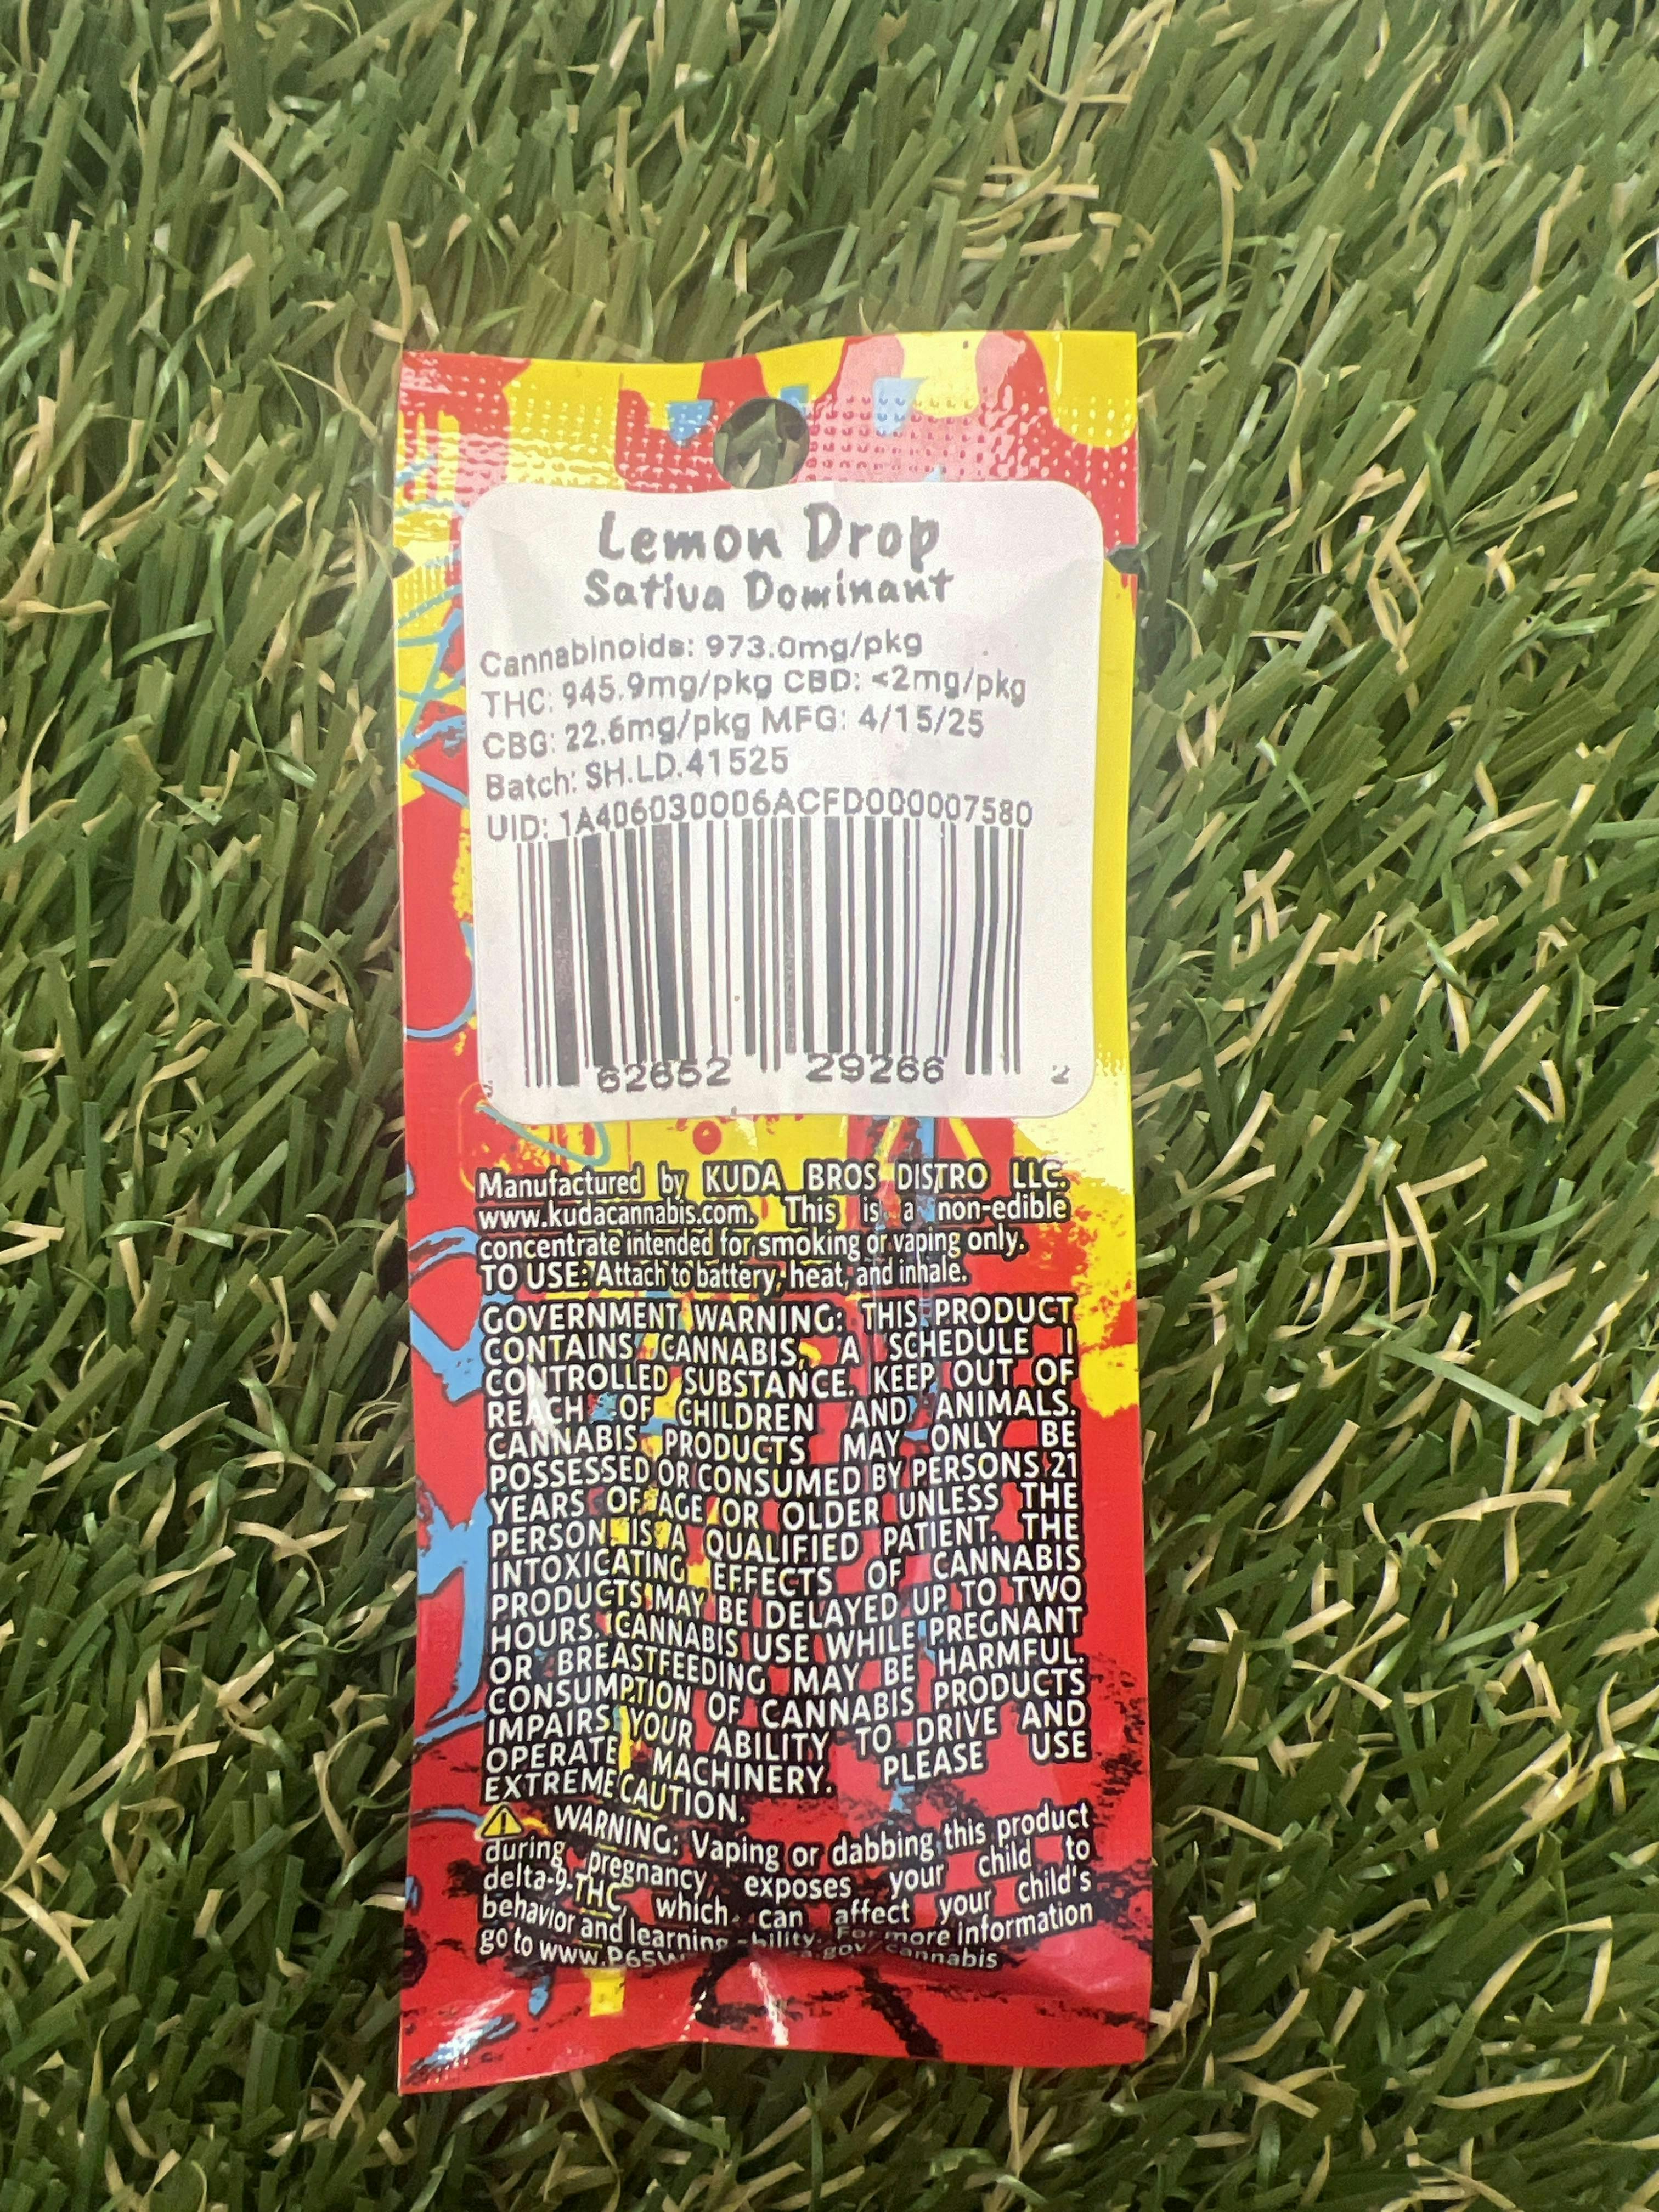 Lemon Drop
Sativa Dominant
Cannabinoids: 973.0mg/pkg
THC: 945.9mg/pkg CBD: <2mg/pkg
CBG: 22.6mg/pkg MFG: 4/15/25
Batch: SH.LD.41525
UID: 1A406030006ACFD000007580
62652 29266 2
Manufactured by KUDA BROS DISTRO LLC.
www.kudacannabis.com. This is a non-edible
concentrate intended for smoking or vaping only.
TO USE: Attach to battery, heat, and inhale.
GOVERNMENT WARNING: THIS PRODUCT
CONTAINS CANNABIS, A SCHEDULE I
CONTROLLED SUBSTANCE. KEEP OUT OF
REACH OF CHILDREN AND ANIMALS.
CANNABIS PRODUCTS MAY ONLY BE
POSSESSED OR CONSUMED BY PERSONS 21
YEARS OF AGE OR OLDER UNLESS THE
PERSON IS A QUALIFIED PATIENT. THE
INTOXICATING EFFECTS OF CANNABIS
PRODUCTS MAY BE DELAYED UP TO TWO
HOURS. CANNABIS USE WHILE PREGNANT
OR BREASTFEEDING MAY BE HARMFUL.
CONSUMPTION OF CANNABIS PRODUCTS
IMPAIRS YOUR ABILITY TO DRIVE AND
OPERATE MACHINERY. PLEASE USE
EXTREME CAUTION.
WARNING: Vaping or dabbing this product
during pregnancy exposes your child to
delta-9-THC, which can affect your child's
behavior and learning For more information
go to